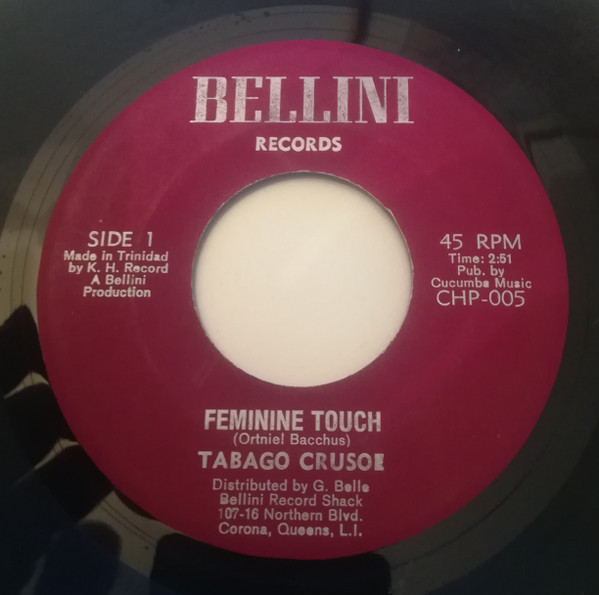 BELLINI
RECORDS
SIDE 1
Made in Trinidad
by K. H. Record
A Bellini
Production
45 RPM
Time: 2:51
Pub. by
Cucumba Music
CHP-005
FEMININE TOUCH
(Ortniel Bacchus)
TABAGO CRUSOE
Distributed by G. Belle
Bellini Record Shack
107-16 Northern Blvd.
Corona, Queens, L.I.